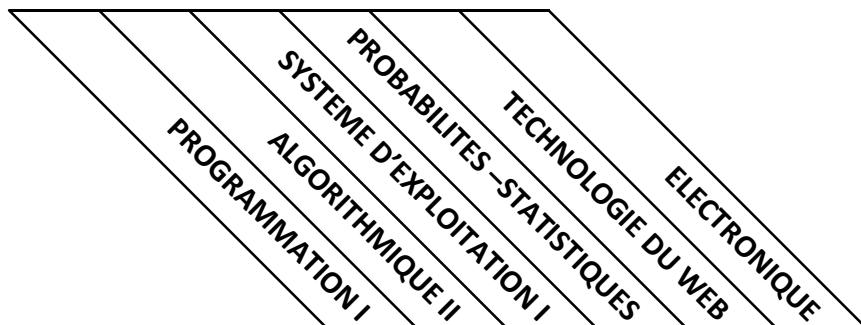 PROGRAMMATION I
ALGORITHMIQUE II
SYSTEME D’EXPLOITATION I
PROBABILITES –STATISTIQUES
TECHNOLOGIE DU WEB
ELECTRONIQUE